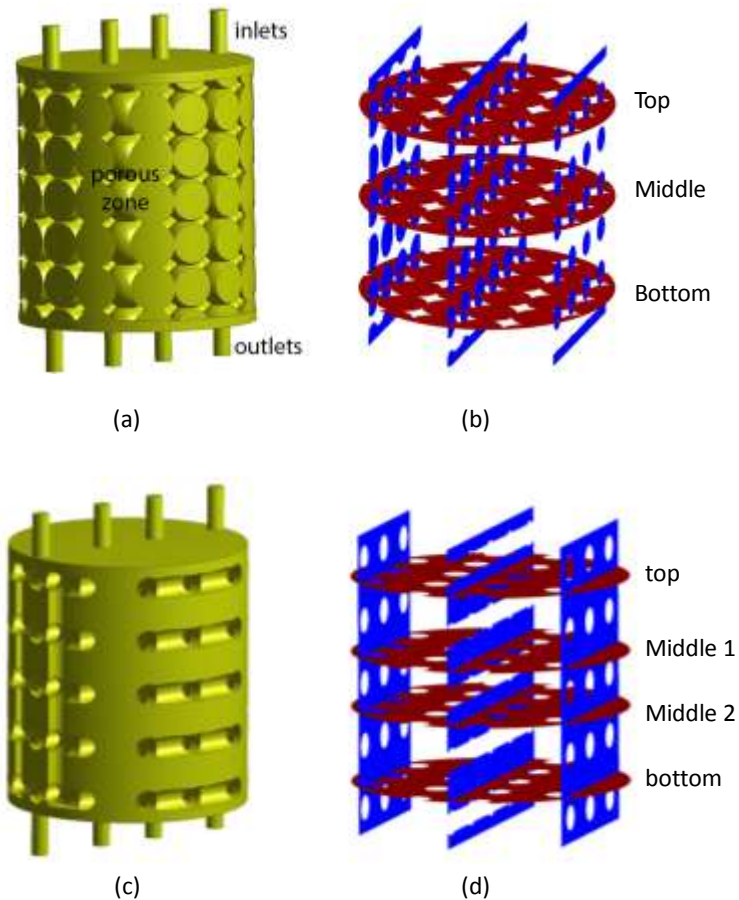 inlets
porous
zone
outlets
(a)
Top
Middle
Bottom
(b)
(c)
top
Middle 1
Middle 2
bottom
(d)